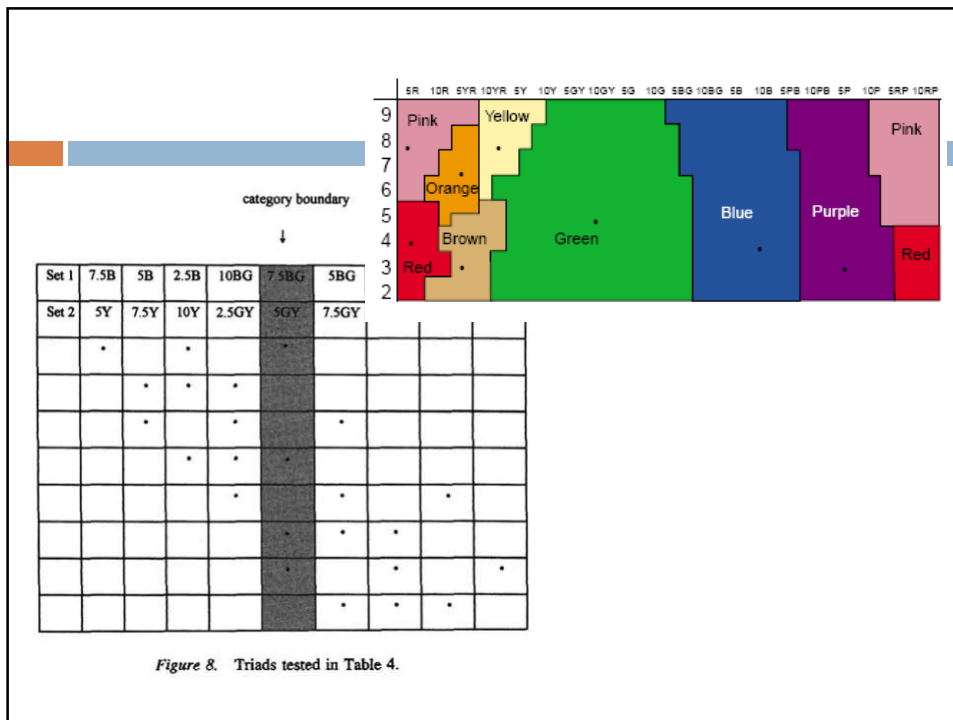 5R 10R 5YR 10YR 5Y 10Y 5GY 10GY 5G 10G 5BG 10BG 5B 10B 5PB 10PB 5P 10P 5RP 10RP
9
8
7
6
5
4
3
2
Pink
Yellow
Pink
Orange
Blue
Purple
Brown
Green
Red
Red
category boundary
↓
Set 1 7.5B 5B 2.5B 10BG 7.5BG 5BG
Set 2 5Y 7.5Y 10Y 2.5GY 5GY 7.5GY
Figure 8. Triads tested in Table 4.